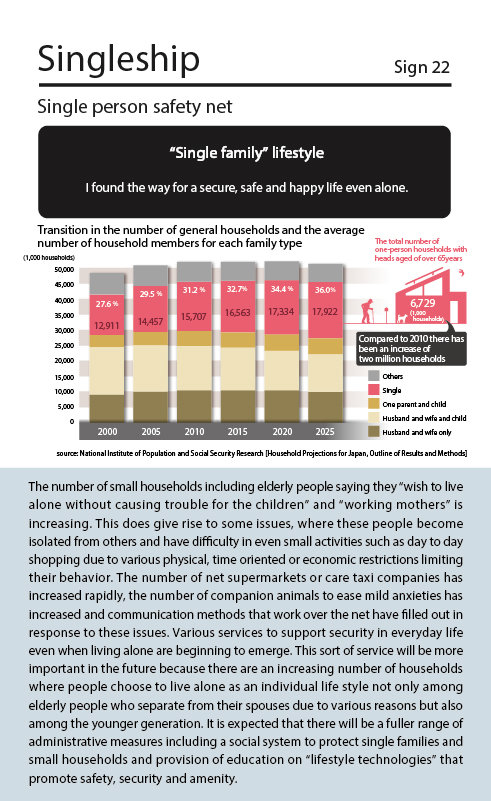 Singleship
Sign 22
Single person safety net
“Single family” lifestyle
I found the way for a secure, safe and happy life even alone.
Transition in the number of general households and the average
number of household members for each family type
(1,000 households)
The total number of
one-person households with
heads aged of over 65years
50,000
45,000
40,000
35,000
30,000
25,000
20,000
15,000
10,000
5,000
0
27.6 %
12,911
29.5 %
14,457
31.2 %
15,707
32.7%
16,563
34.4 %
17,334
36.0%
17,922
6,729
(1,000
households)
Compared to 2010 there has
been an increase of
two million households
Others
Single
One parent and child
Husband and wife and child
Husband and wife only
2000
2005
2010
2015
2020
2025
source: National Institute of Population and Social Security Research [Household Projections for Japan, Outline of Results and Methods]
The number of small households including elderly people saying they “wish to live
alone without causing trouble for the children” and “working mothers” is
increasing. This does give rise to some issues, where these people become
isolated from others and have difficulty in even small activities such as day to day
shopping due to various physical, time oriented or economic restrictions limiting
their behavior. The number of net supermarkets or care taxi companies has
increased rapidly, the number of companion animals to ease mild anxieties has
increased and communication methods that work over the net have filled out in
response to these issues. Various services to support security in everyday life
even when living alone are beginning to emerge. This sort of service will be more
important in the future because there are an increasing number of households
where people choose to live alone as an individual life style not only among
elderly people who separate from their spouses due to various reasons but also
among the younger generation. It is expected that there will be a fuller range of
administrative measures including a social system to protect single families and
small households and provision of education on “lifestyle technologies” that
promote safety, security and amenity.